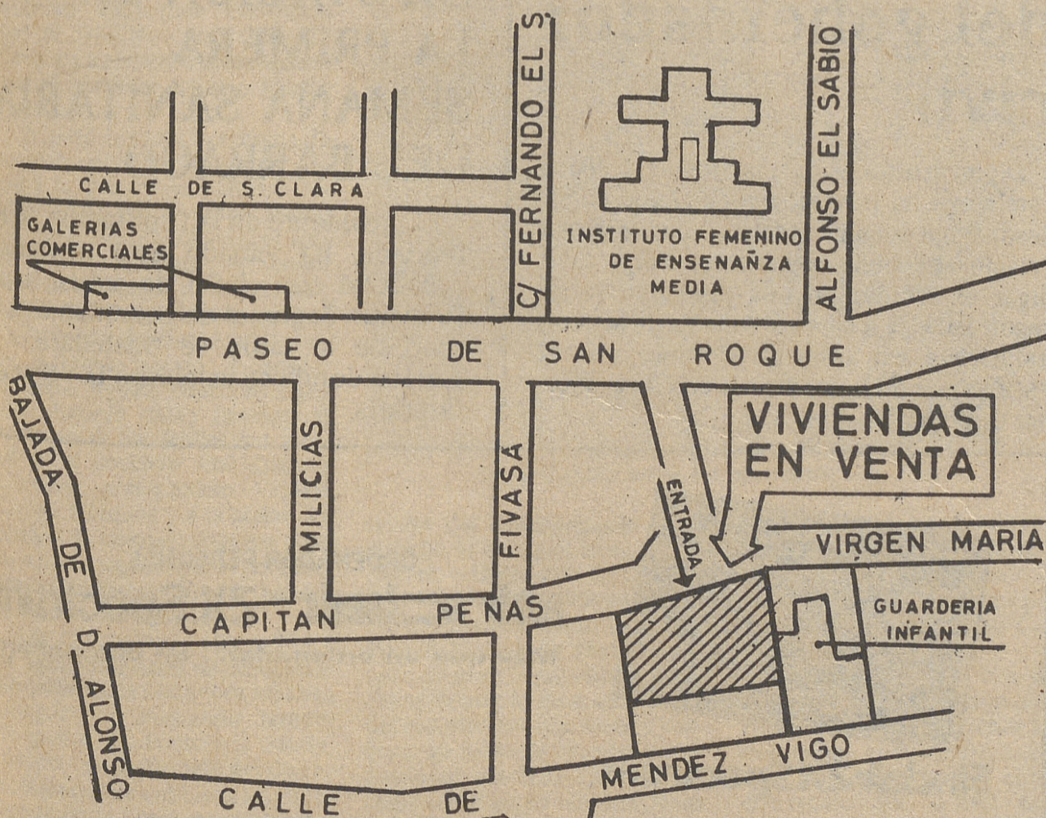 C/ FERNANDO EL S.
ALFONSO-EL SABIO
CALLE DE S. CLARA
GALERIAS
COMERCIALES
INSTITUTO FEMENINO
DE ENSENAÑZA
MEDIA
PASEO DE SAN ROQUE
BAJADA DE D. ALONSO
MILICIAS
FIVASA
ENTRADA
VIVIENDAS
EN VENTA
VIRGEN MARIA
CAPITAN PEÑAS
GUARDERIA
INFANTIL
CALLE DE MENDEZ VIGO